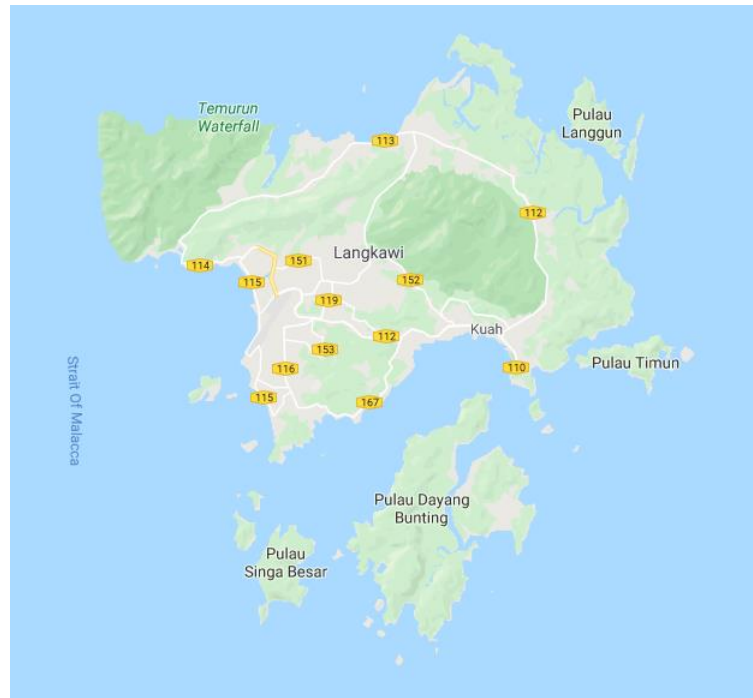 Temurun
Waterfall
Pulau
Langgun
113
112
Langkawi
114
151
115
152
119
112
Kuah
153
116
110
Pulau Timun
115
167
Strait Of Malacca
Pulau Dayang
Bunting
Pulau
Singa Besar